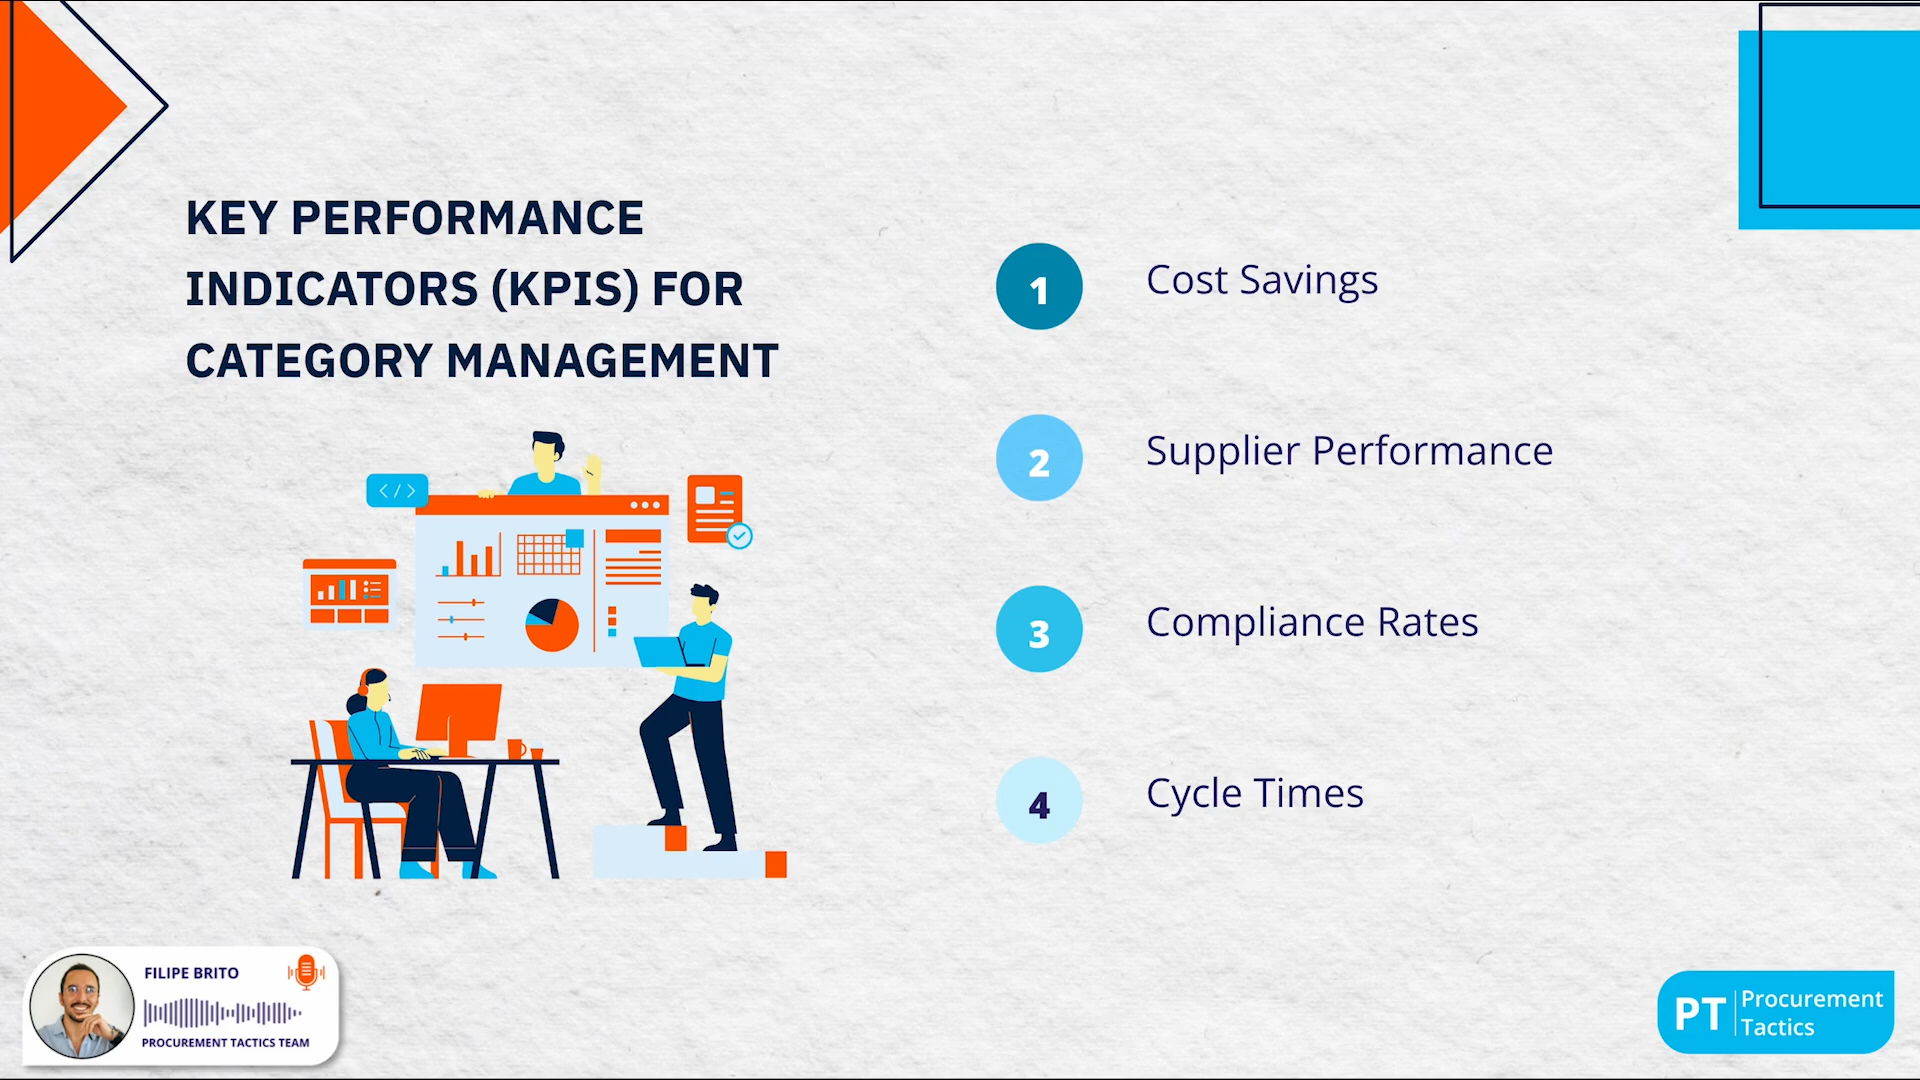 KEY PERFORMANCE
INDICATORS (KPIS) FOR
CATEGORY MANAGEMENT
</>
1 Cost Savings
2 Supplier Performance
3 Compliance Rates
4 Cycle Times
FILIPE BRITO
PROCUREMENT TACTICS TEAM
PT Procurement
Tactics